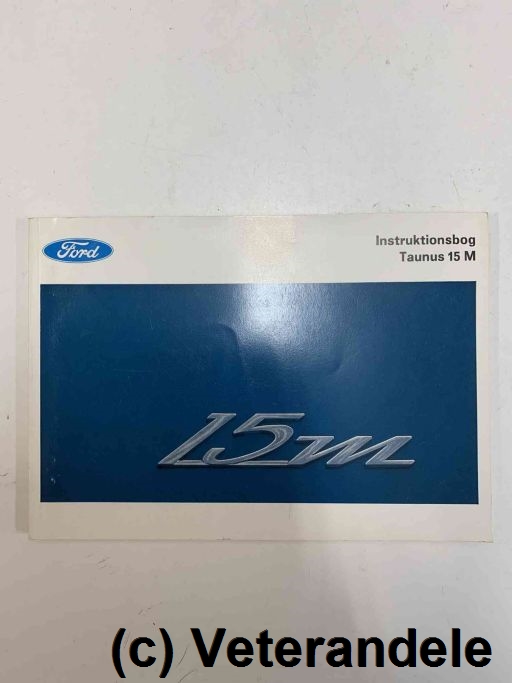 Ford
Instruktionsbog
Taunus 15 M
15m
(c) Veterandele